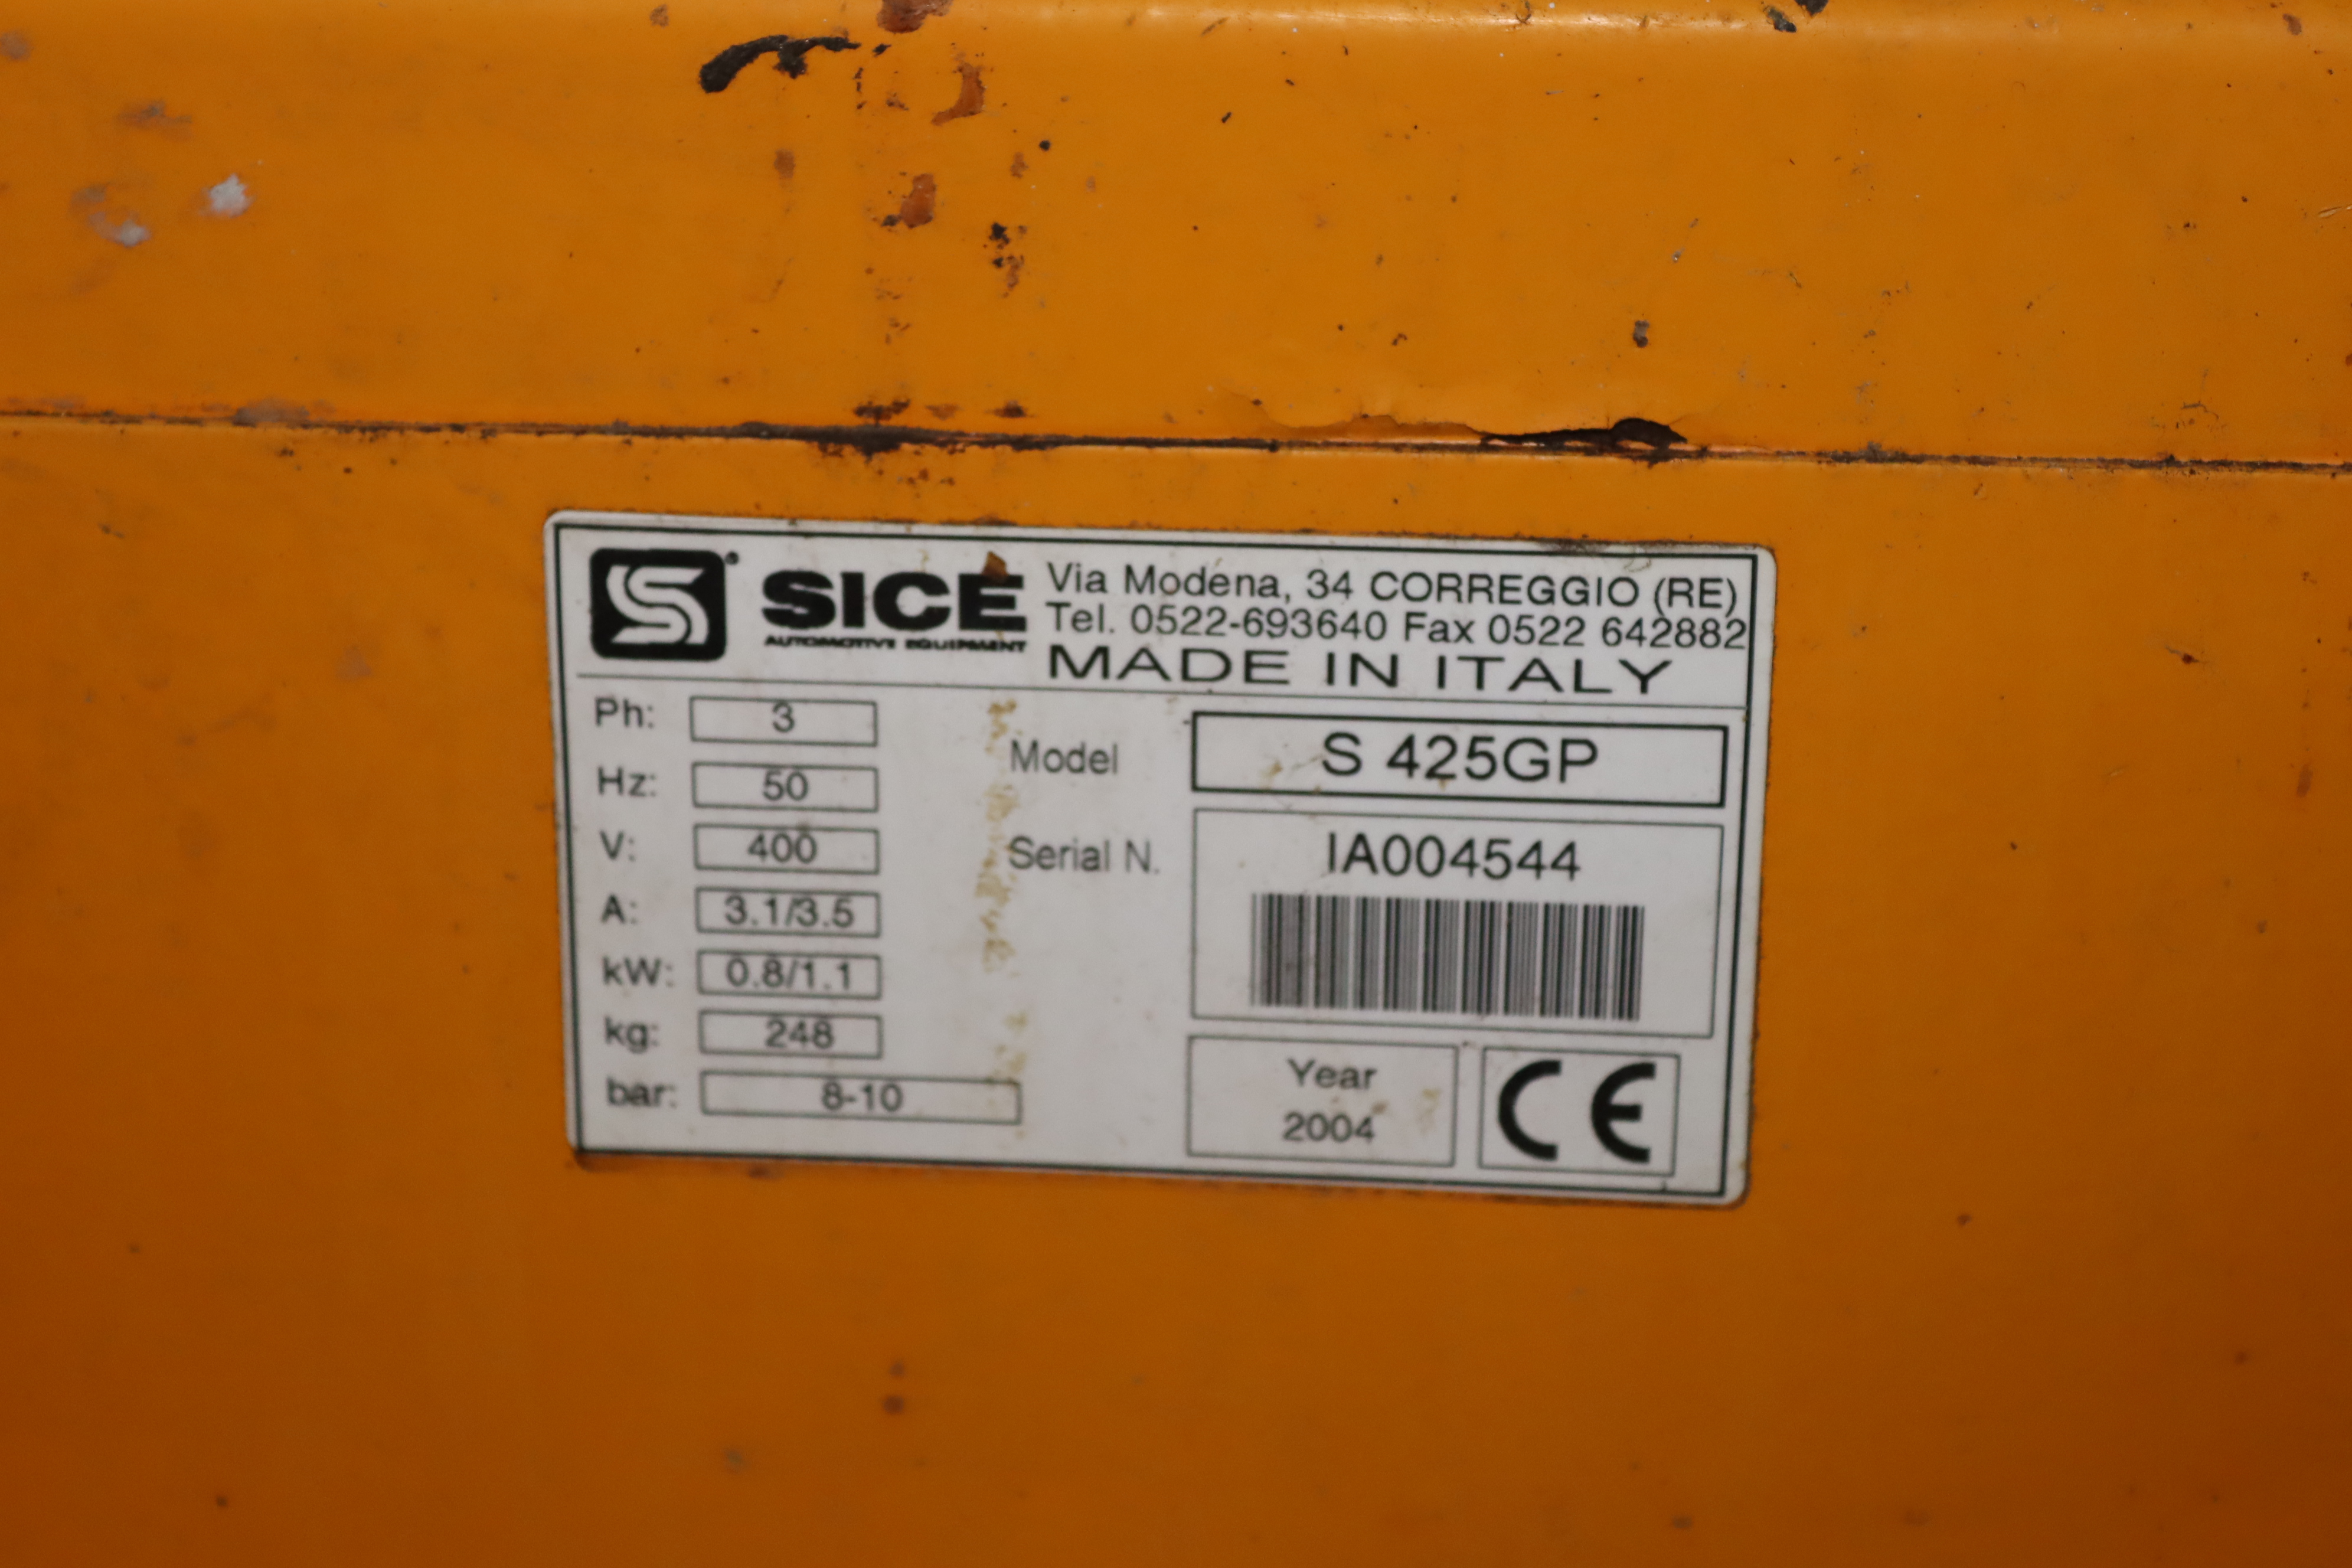 S® SICE Via Modena, 34 CORREGGIO (RE)
AUTOMOTIVE EQUIPMENT Tel. 0522-693640 Fax 0522 642882
MADE IN ITALY
Ph: 3
Hz: 50
V: 400
A: 3.1/3.5
kW: 0.8/1.1
kg: 248
bar: 8-10
Model S 425GP
Serial N. IA004544
Year
2004
CE